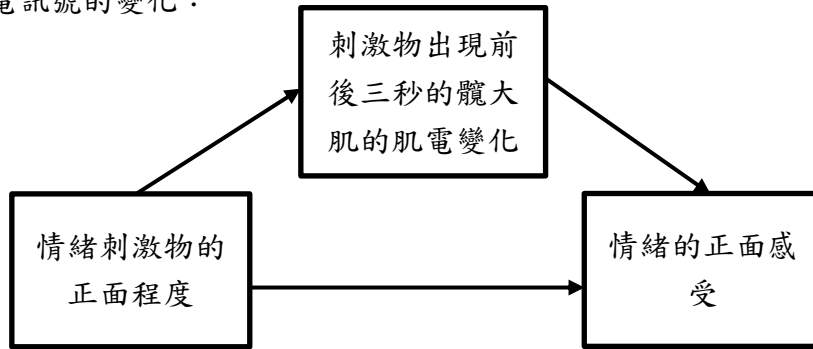 電訊號的變化：
刺激物出現前
後三秒的髖大
肌的肌電變化
情緒刺激物的
正面程度
情緒的正面感
受